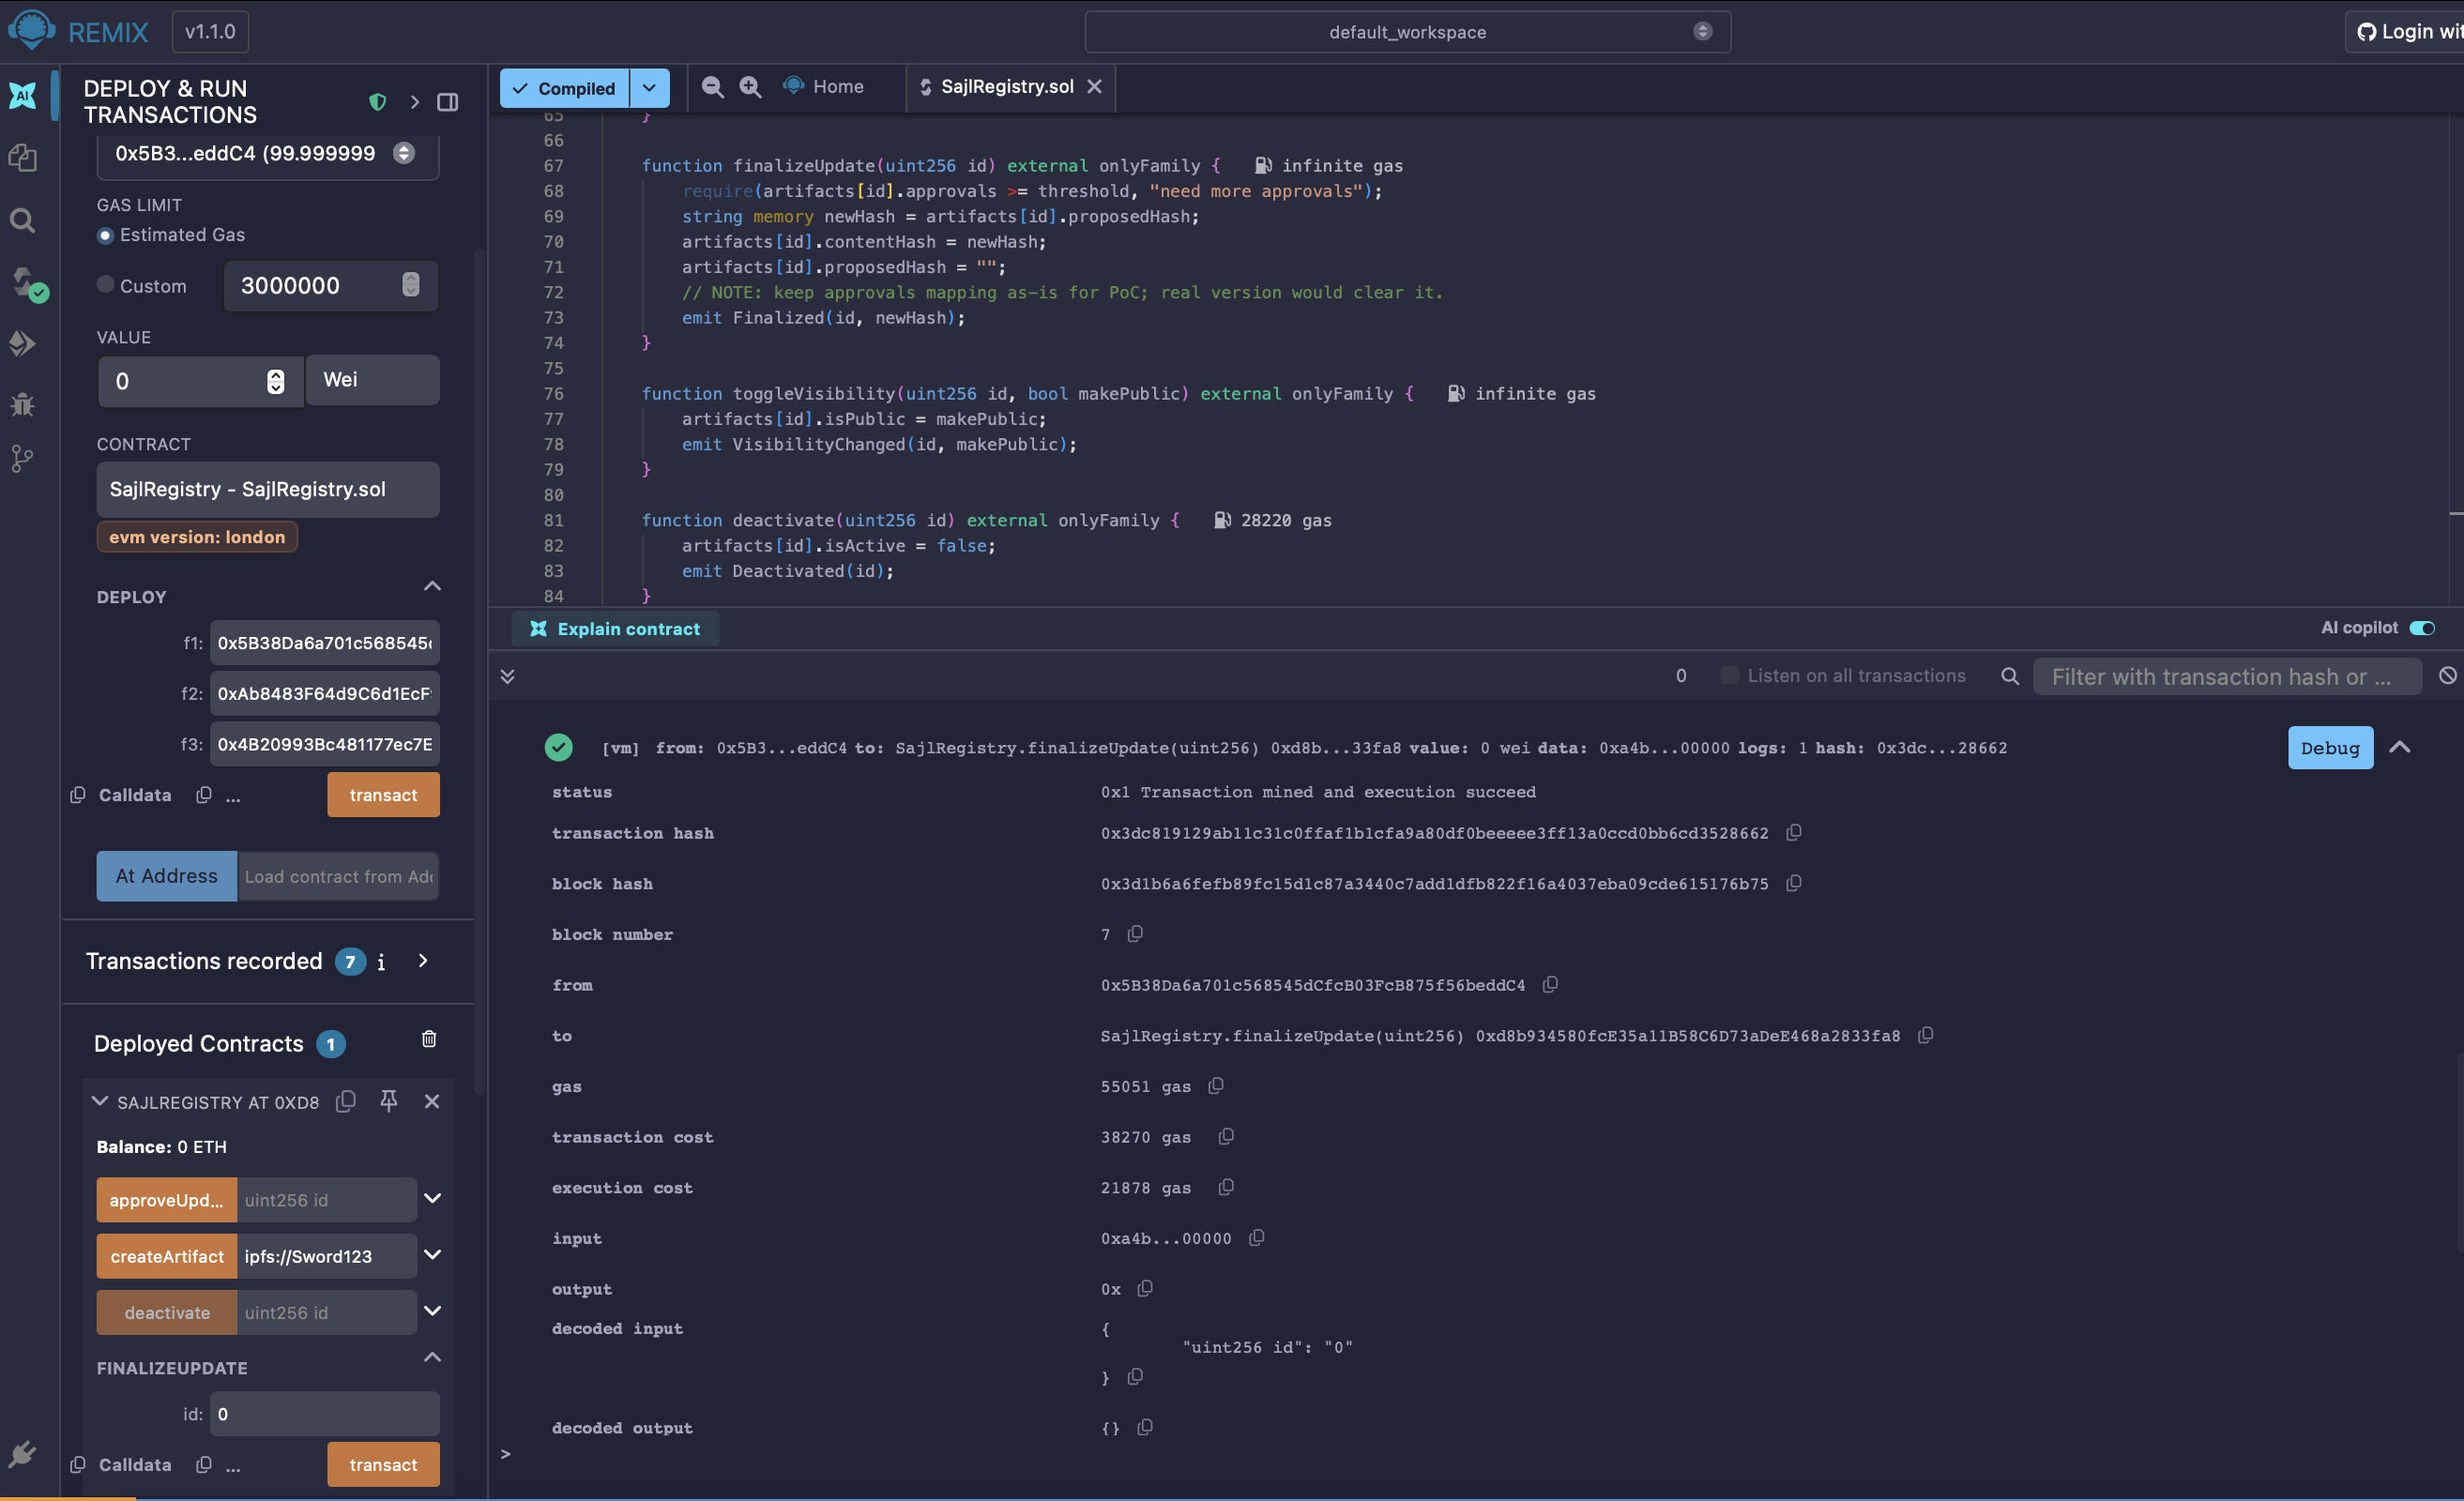 REMIX v1.1.0
default_workspace
Login wit
DEPLOY & RUN
TRANSACTIONS
0x5B3...eddC4 (99.999999
GAS LIMIT
Estimated Gas
Custom 3000000
VALUE
0 Wei
CONTRACT
SajlRegistry - SajlRegistry.sol
evm version: london
DEPLOY
f1: 0x5B38Da6a701c568545
f2: 0xAb8483F64d9C6d1EcF
f3: 0x4B20993Bc481177ec7E
Calldata ... transact
At Address Load contract from Add
Transactions recorded 7 i
Deployed Contracts 1
SAJLREGISTRY AT 0XD8
Balance: 0 ETH
approveUpd... uint256 id
createArtifact ipfs://Sword123
deactivate uint256 id
FINALIZEUPDATE
id: 0
Calldata ... transact
Compiled Home SajlRegistry.sol
65 }
66
67 function finalizeUpdate(uint256 id) external onlyFamily { infinite gas
68 require(artifacts[id].approvals >= threshold, "need more approvals");
69 string memory newHash = artifacts[id].proposedHash;
70 artifacts[id].contentHash = newHash;
71 artifacts[id].proposedHash = "";
72 // NOTE: keep approvals mapping as-is for PoC; real version would clear it.
73 emit Finalized(id, newHash);
74 }
75
76 function toggleVisibility(uint256 id, bool makePublic) external onlyFamily { infinite gas
77 artifacts[id].isPublic = makePublic;
78 emit VisibilityChanged(id, makePublic);
79 }
80
81 function deactivate(uint256 id) external onlyFamily { 28220 gas
82 artifacts[id].isActive = false;
83 emit Deactivated(id);
84 }
Explain contract
AI copilot
0 Listen on all transactions Filter with transaction hash or ...
[vm] from: 0x5B3...eddC4 to: SajlRegistry.finalizeUpdate(uint256) 0xd8b...33fa8 value: 0 wei data: 0xa4b...00000 logs: 1 hash: 0x3dc...28662
Debug
status 0x1 Transaction mined and execution succeed
transaction hash 0x3dc819129ab11c31c0ffaf1b1cfa9a80df0beeeee3ff13a0ccd0bb6cd3528662
block hash 0x3d1b6a6fefb89fc15d1c87a3440c7add1dfb822f16a4037eba09cde615176b75
block number 7
from 0x5B38Da6a701c568545dCfcB03FcB875f56beddC4
to SajlRegistry.finalizeUpdate(uint256) 0xd8b934580fcE35a11B58C6D73aDeE468a2833fa8
gas 55051 gas
transaction cost 38270 gas
execution cost 21878 gas
input 0xa4b...00000
output 0x
decoded input {
"uint256 id": "0"
}
decoded output {}
>